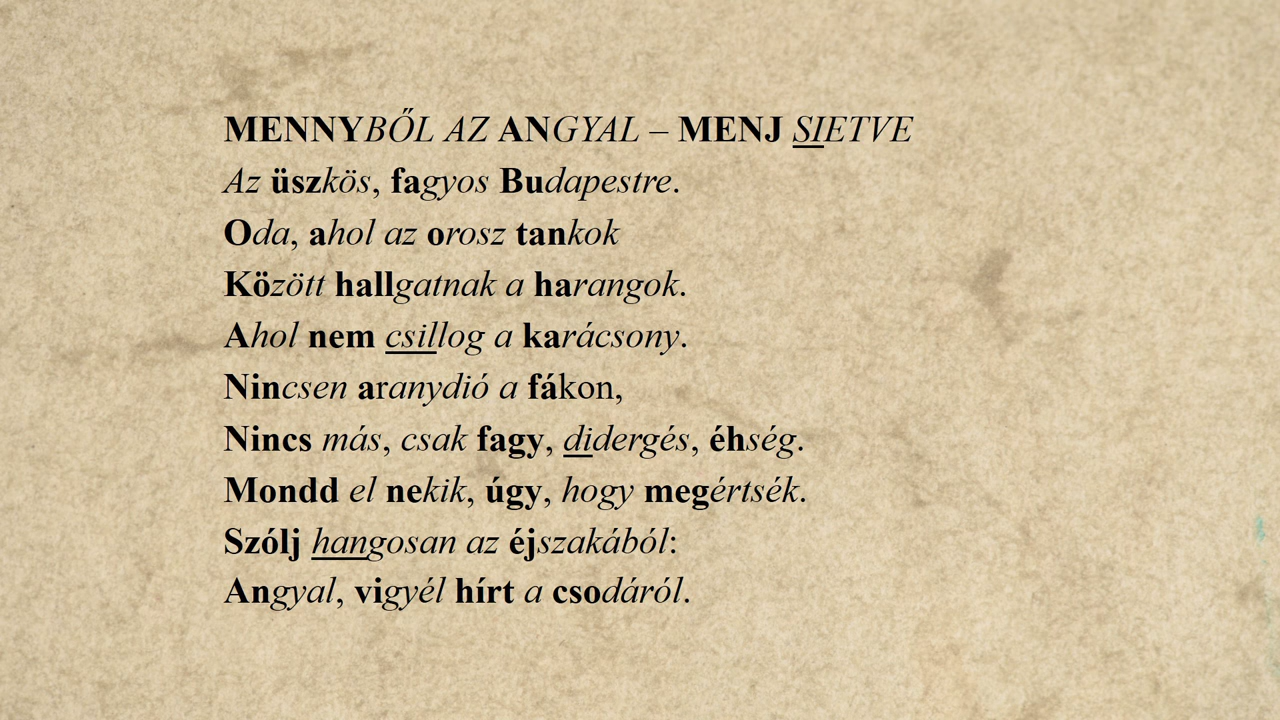 MENNYBŐL AZ ANGYAL – MENJ SIETVE
Az üszkös, fagyos Budapestre.
Oda, ahol az orosz tankok
Között hallgatnak a harangok.
Ahol nem csillog a karácsony.
Nincsen aranydió a fákon,
Nincs más, csak fagy, didergés, éhség.
Mondd el nekik, úgy, hogy megértsék.
Szólj hangosan az éjszakából:
Angyal, vigyél hírt a csodáról.